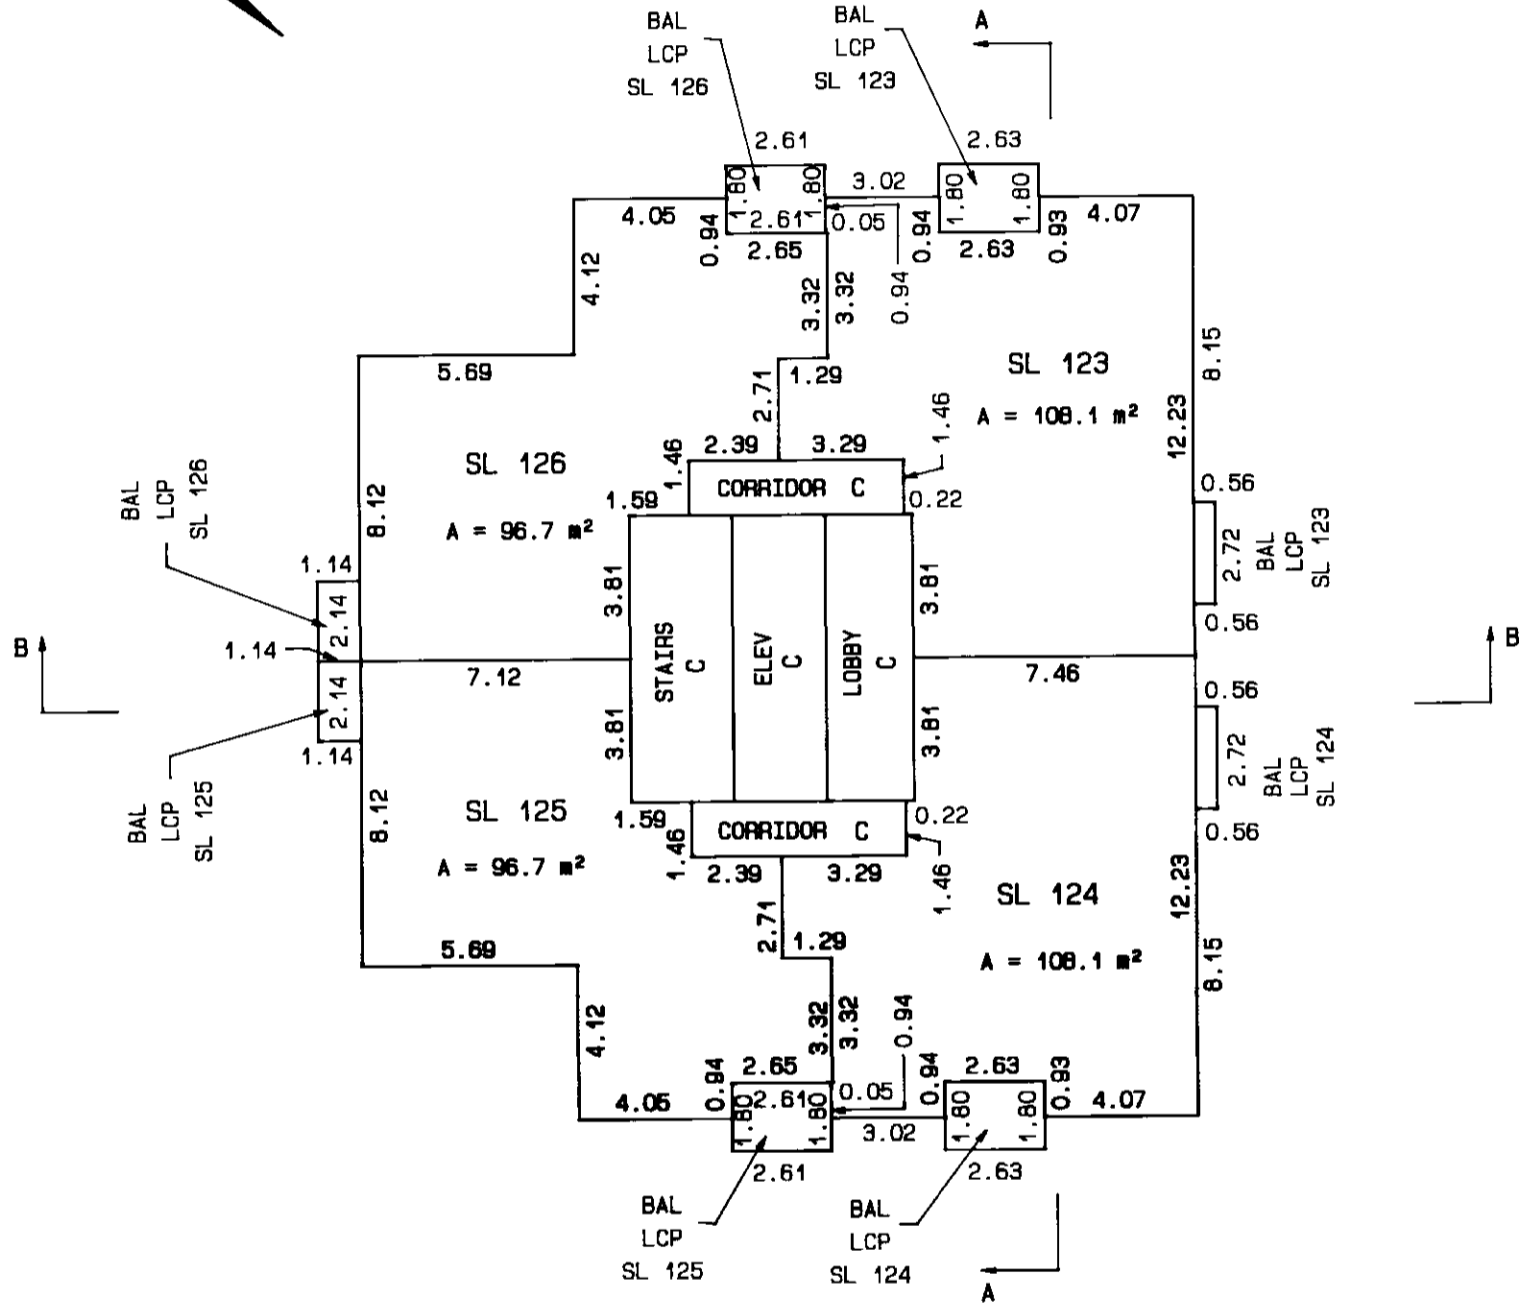 BAL
LCP
SL 126
BAL
LCP
SL 123
A
2.61
2.63
1.80
1.80
3.02
1.80
1.80
4.05
2.61
0.05
4.07
0.94
2.65
0.94
2.63
0.93
4.12
3.32
3.32
0.94
8.15
5.69
2.71
1.29
SL 123
A = 108.1 m²
12.23
1.46
2.39
3.29
1.46
SL 126
CORRIDOR C
0.56
BAL
LCP
SL 126
8.12
A = 96.7 m²
1.59
0.22
2.72
BAL
LCP
SL 123
1.14
2.14
3.81
3.81
0.56
B
1.14
7.12
STAIRS
C
ELEV
C
LOBBY
C
7.46
B
2.14
3.81
3.81
0.56
1.14
2.72
BAL
LCP
SL 124
BAL
LCP
SL 125
8.12
SL 125
1.59
0.22
0.56
CORRIDOR C
A = 96.7 m²
1.46
2.39
3.29
1.46
12.23
SL 124
2.71
1.29
5.69
A = 108.1 m²
8.15
4.12
3.32
3.32
0.94
0.94
2.65
0.94
2.63
0.93
4.05
2.61
0.05
4.07
1.80
1.80
3.02
1.80
1.80
2.61
2.63
BAL
LCP
SL 125
BAL
LCP
SL 124
A